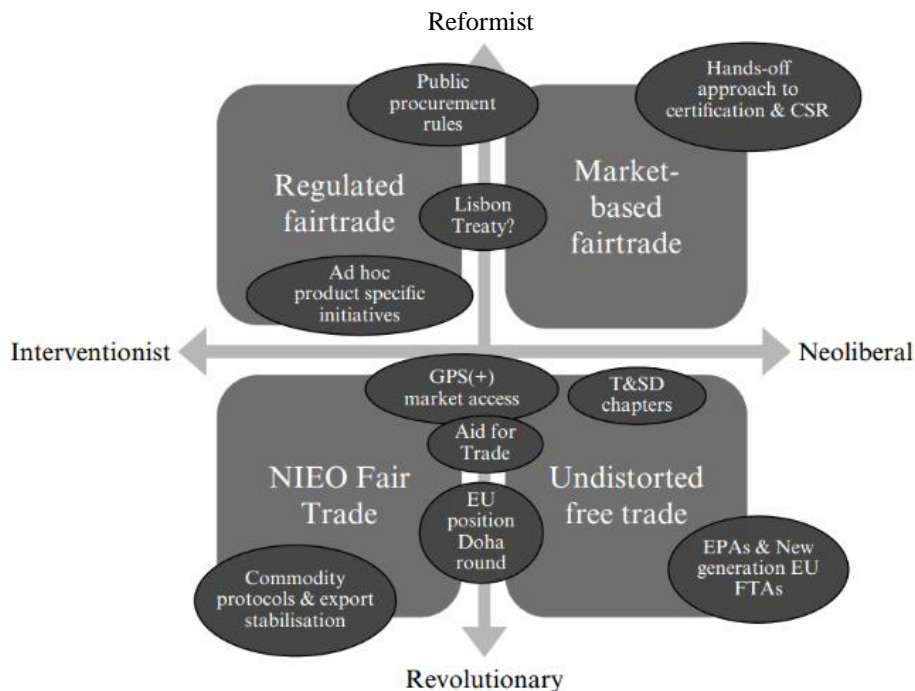 Reformist
Public
procurement
rules
Hands-off
approach to
certification & CSR
Regulated
fairtrade
Lisbon
Treaty?
Market-
based
fairtrade
Ad hoc
product specific
initiatives
Interventionist
Neoliberal
GPS(+)
market access
T&SD
chapters
Aid for
Trade
NIEO Fair
Trade
EU
position
Doha
round
Undistorted
free trade
Commodity
protocols & export
stabilisation
EPAs & New
generation EU
FTAs
Revolutionary